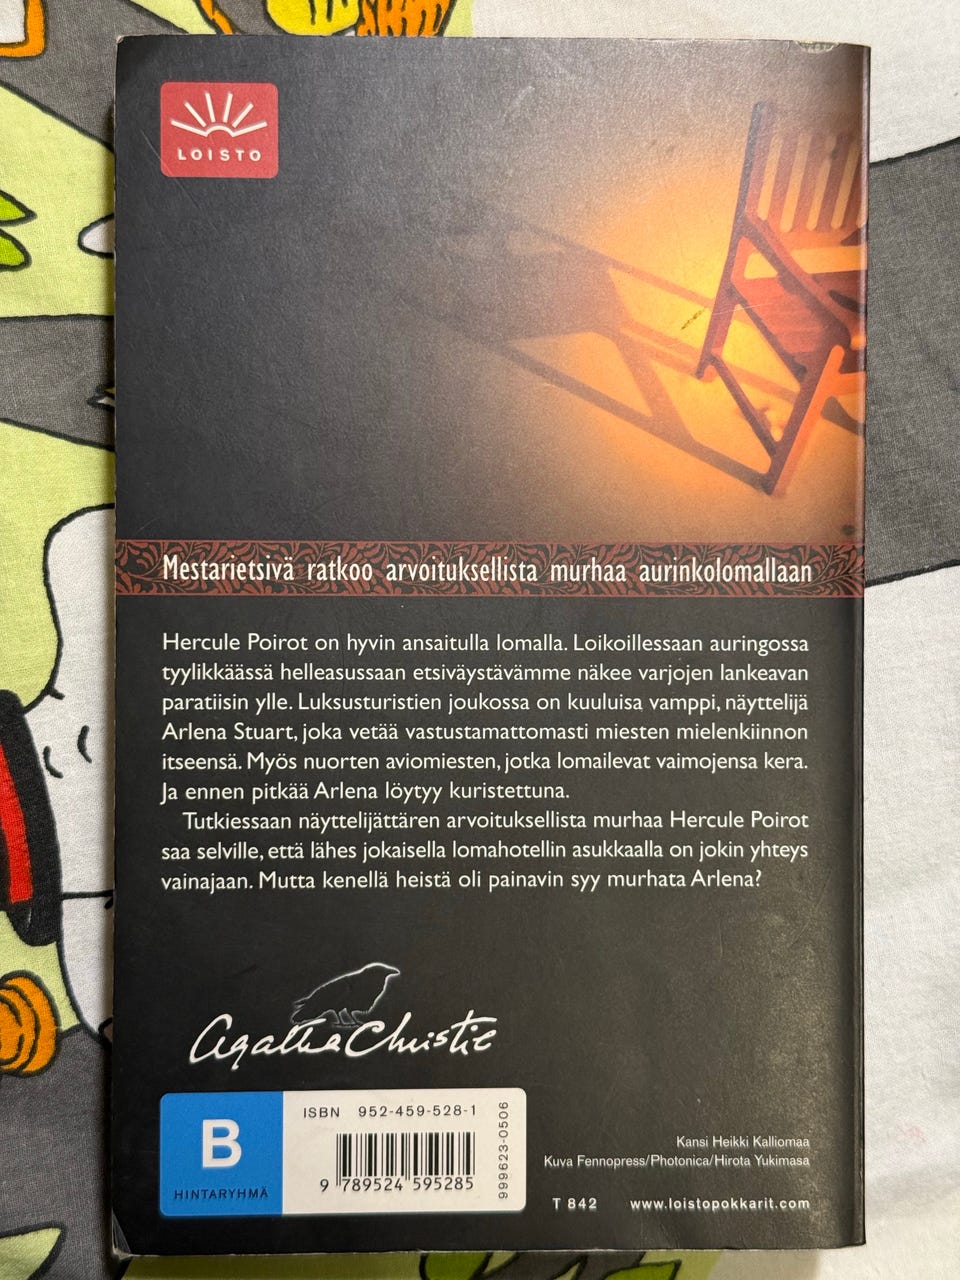 LOISTO
Mestarietsivä ratkoo arvoituksellista murhaa aurinkolomallaan
Hercule Poirot on hyvin ansaitulla lomalla. Loikoillessaan auringossa
tyylikkäässä helleasussaan etsiväystävämme näkee varjojen lankeavan
paratiisin ylle. Luksusturistien joukossa on kuuluisa vamppi, näyttelijä
Arlena Stuart, joka vetää vastustamattomasti miesten mielenkiinnon
itseensä. Myös nuorten aviomiesten, jotka lomailevat vaimojensa kera.
Ja ennen pitkää Arlena löytyy kuristettuna.
Tutkiessaan näyttelijättären arvoituksellista murhaa Hercule Poirot
saa selville, että lähes jokaisella lomahotellin asukkaalla on jokin yhteys
vainajaan. Mutta kenellä heistä oli painavin syy murhata Arlena?
Agatha Christie
B
HINTARYHMÄ
ISBN 952-459-528-1
9 789524 595285
999623-0506
Kansi Heikki Kalliomaa
Kuva Fennopress/Photonica/Hirota Yukimasa
T 842 www.loistopokkarit.com